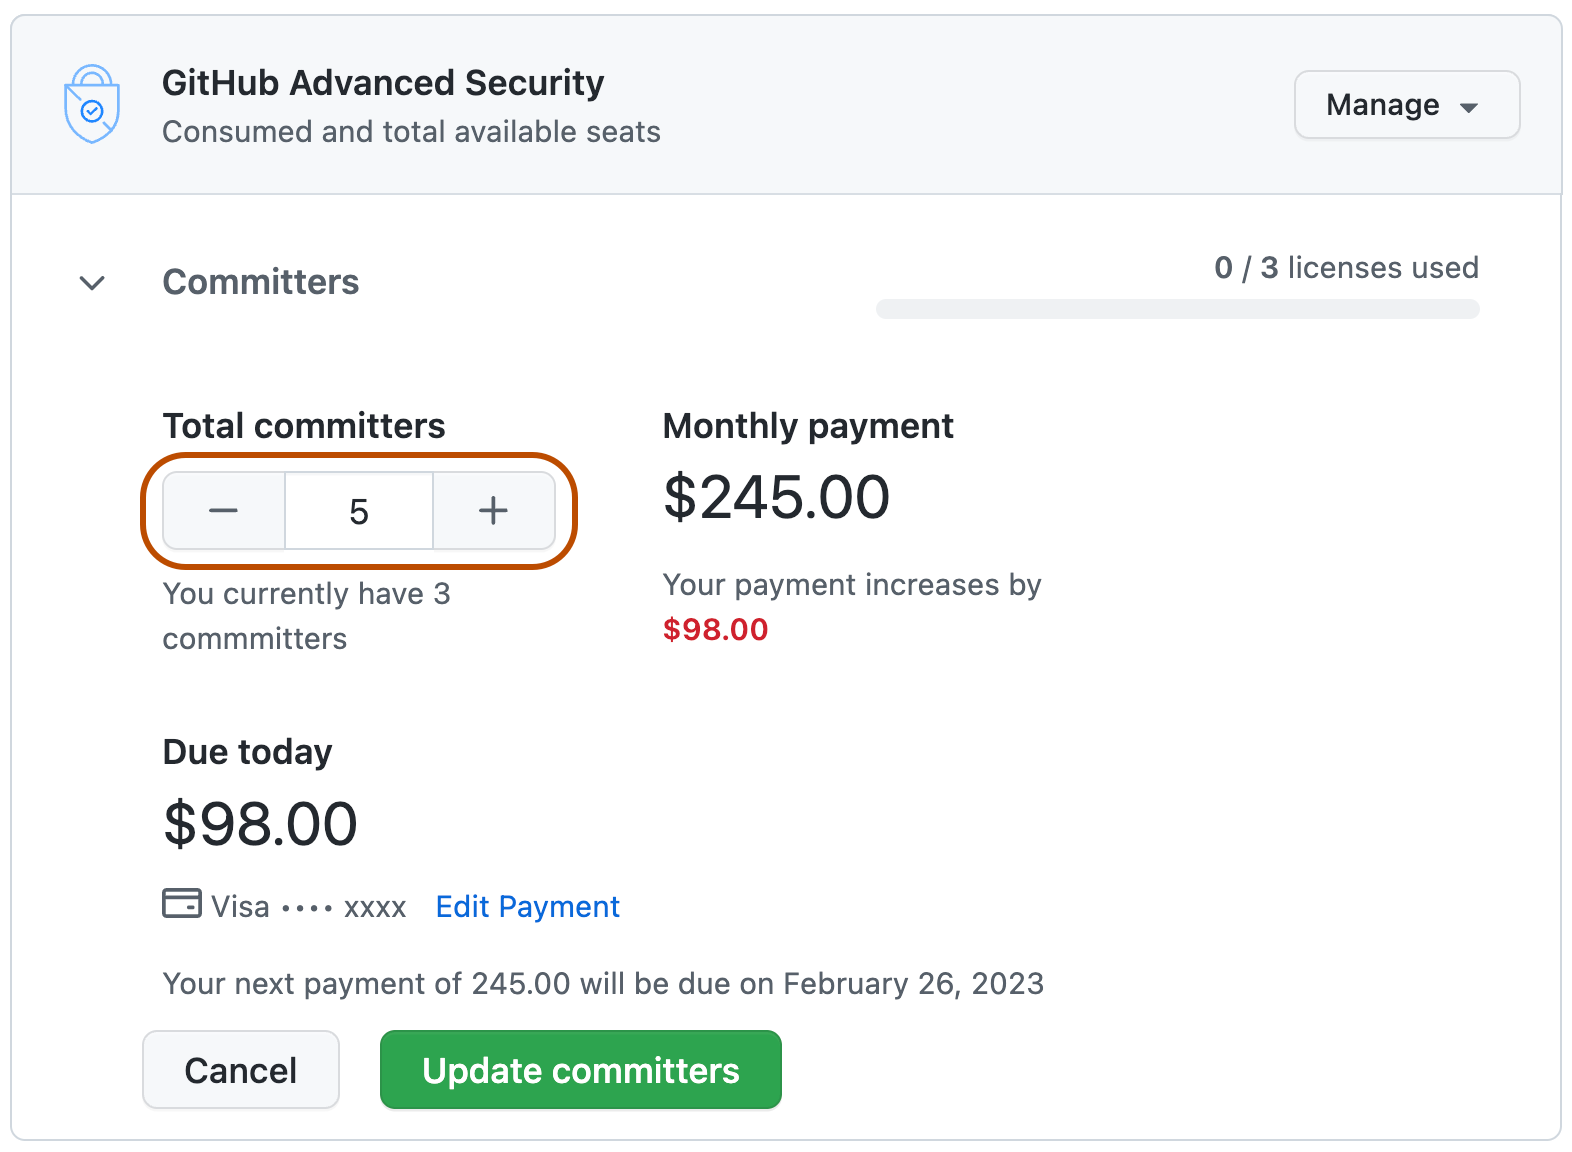 GitHub Advanced Security
Consumed and total available seats
Manage
Committers
0 / 3 licenses used
Total committers
5
You currently have 3
commmitters
Monthly payment
$245.00
Your payment increases by
$98.00
Due today
$98.00
Visa •••• xxxx Edit Payment
Your next payment of 245.00 will be due on February 26, 2023
Cancel
Update committers